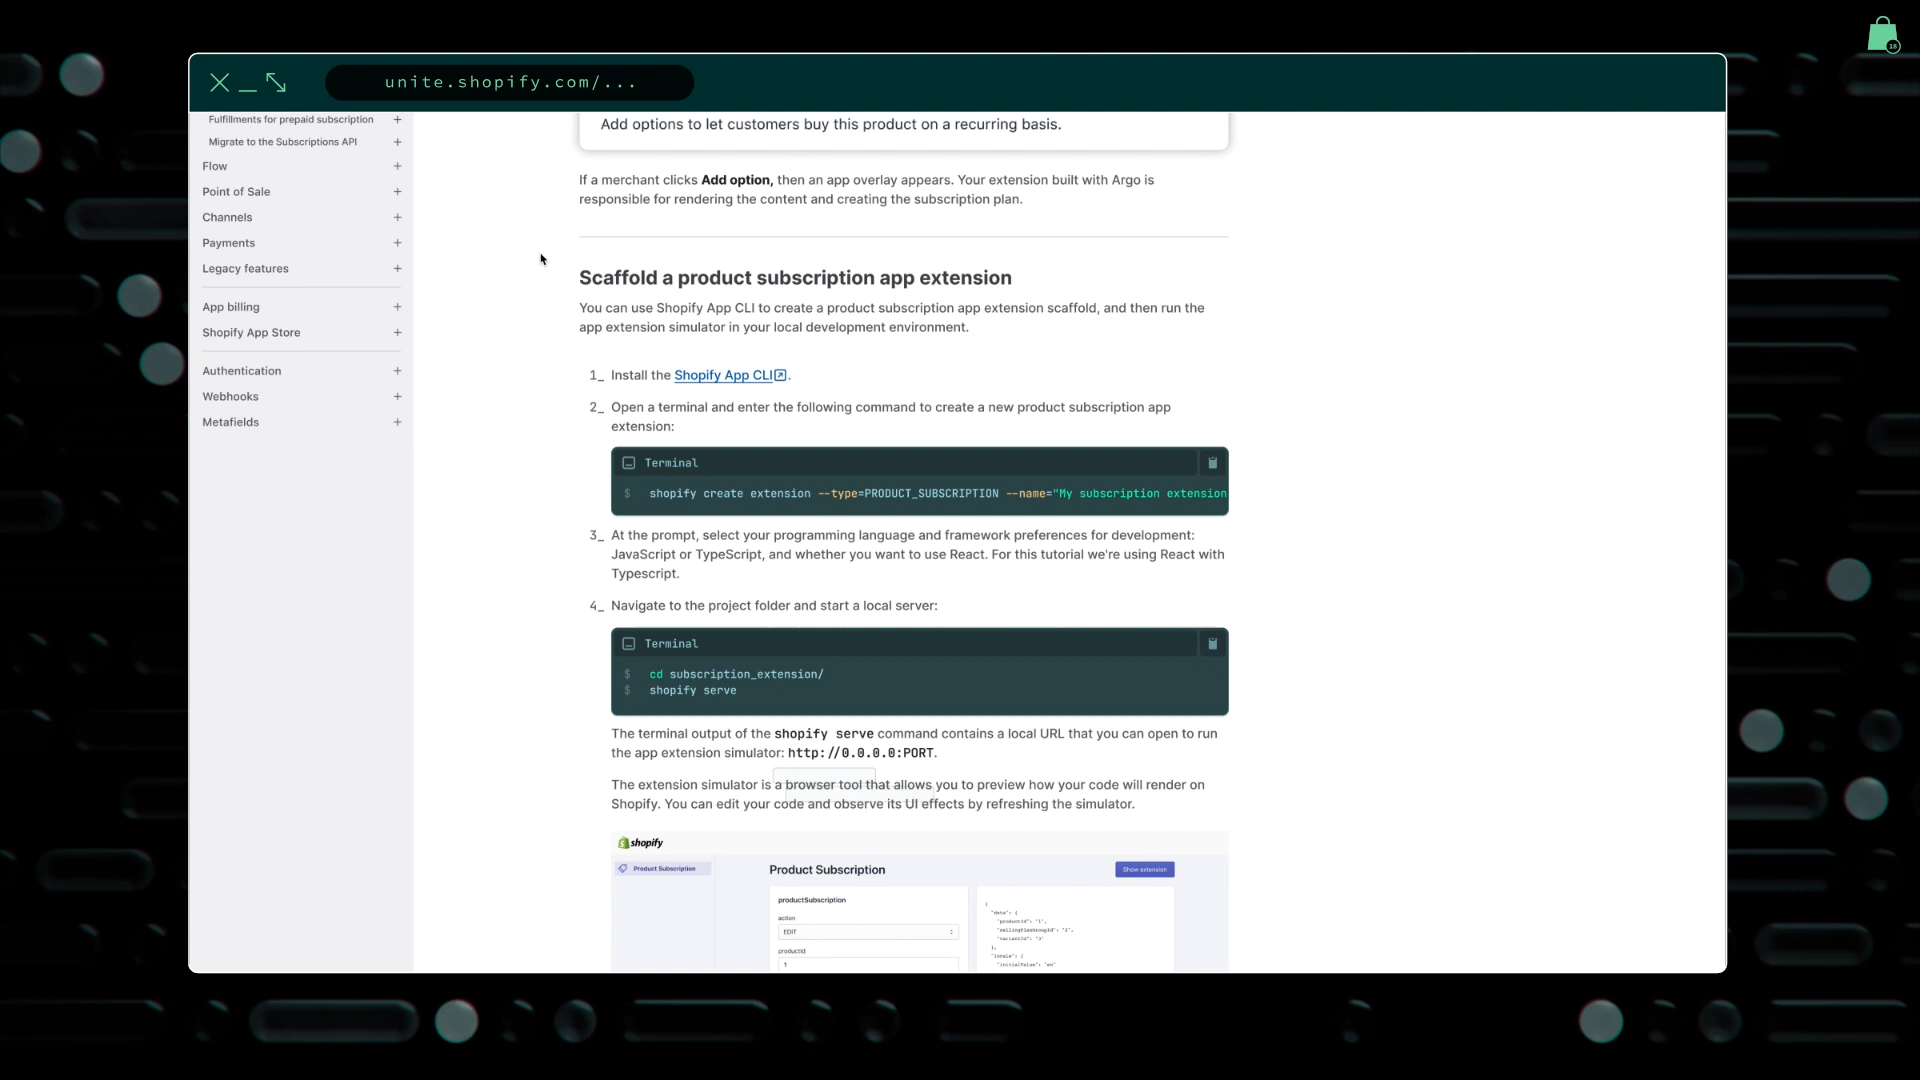 18
unite.shopify.com/...
Fulfillments for prepaid subscription +
Migrate to the Subscriptions API +
Flow +
Point of Sale +
Channels +
Payments +
Legacy features +
App billing +
Shopify App Store +
Authentication +
Webhooks +
Metafields +
Add options to let customers buy this product on a recurring basis.
If a merchant clicks Add option, then an app overlay appears. Your extension built with Argo is
responsible for rendering the content and creating the subscription plan.
Scaffold a product subscription app extension
You can use Shopify App CLI to create a product subscription app extension scaffold, and then run the
app extension simulator in your local development environment.
1_ Install the Shopify App CLI.
2_ Open a terminal and enter the following command to create a new product subscription app
extension:
Terminal
$ shopify create extension --type=PRODUCT_SUBSCRIPTION --name="My subscription extension
3_ At the prompt, select your programming language and framework preferences for development:
JavaScript or TypeScript, and whether you want to use React. For this tutorial we're using React with
Typescript.
4_ Navigate to the project folder and start a local server:
Terminal
$ cd subscription_extension/
$ shopify serve
The terminal output of the shopify serve command contains a local URL that you can open to run
the app extension simulator: http://0.0.0.0:PORT.
The extension simulator is a browser tool that allows you to preview how your code will render on
Shopify. You can edit your code and observe its UI effects by refreshing the simulator.
shopify
Product Subscription
Product Subscription
Show extension
productSubscription
action
EDIT
productId
1
{
"data": {
"productId": "1",
"sellingPlanGroupId": "2",
"variantId": "3"
},
"locale": {
"initialValue": "en"